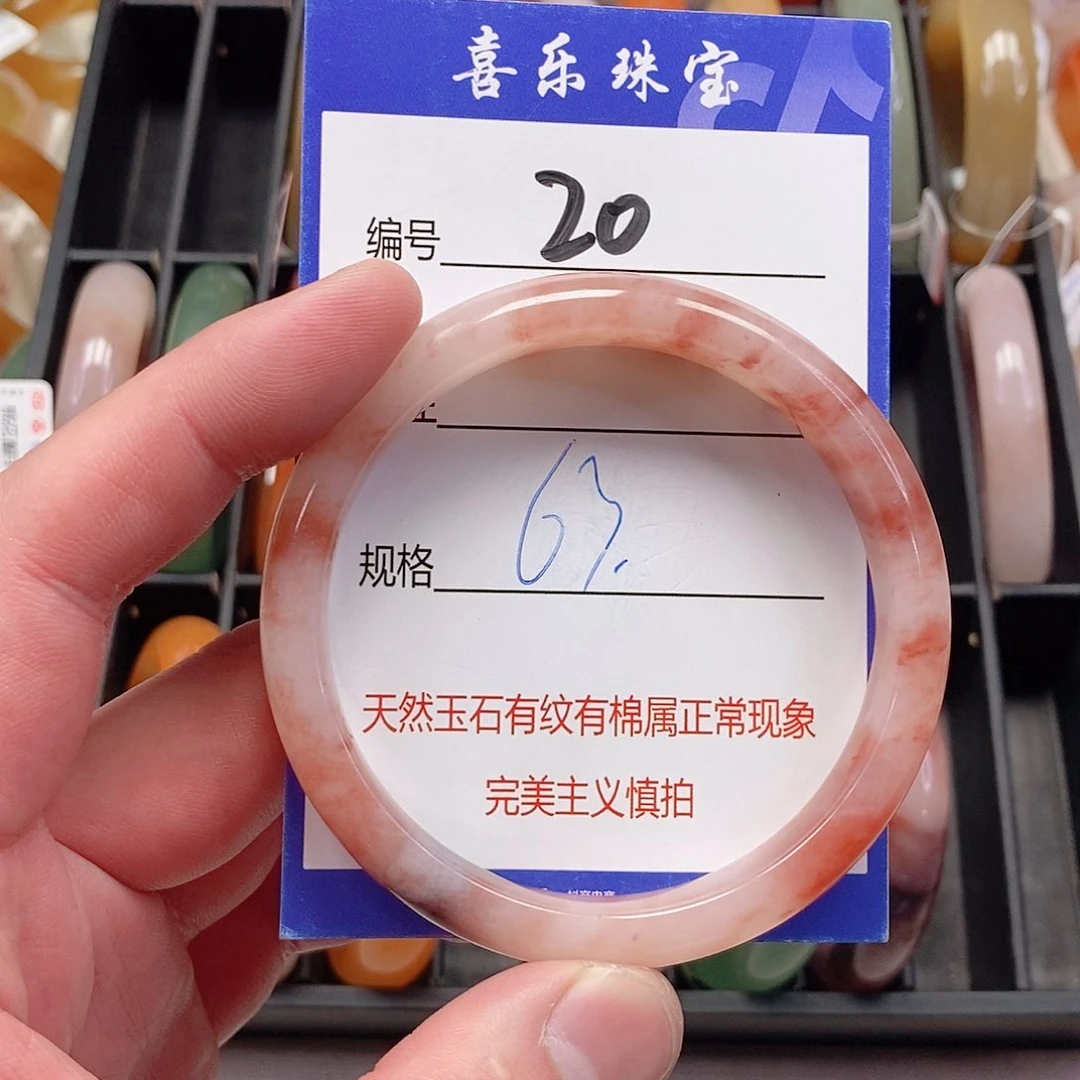 喜乐珠宝
编号 20
规格 63.
天然玉石有纹有棉属正常现象
完美主义慎拍